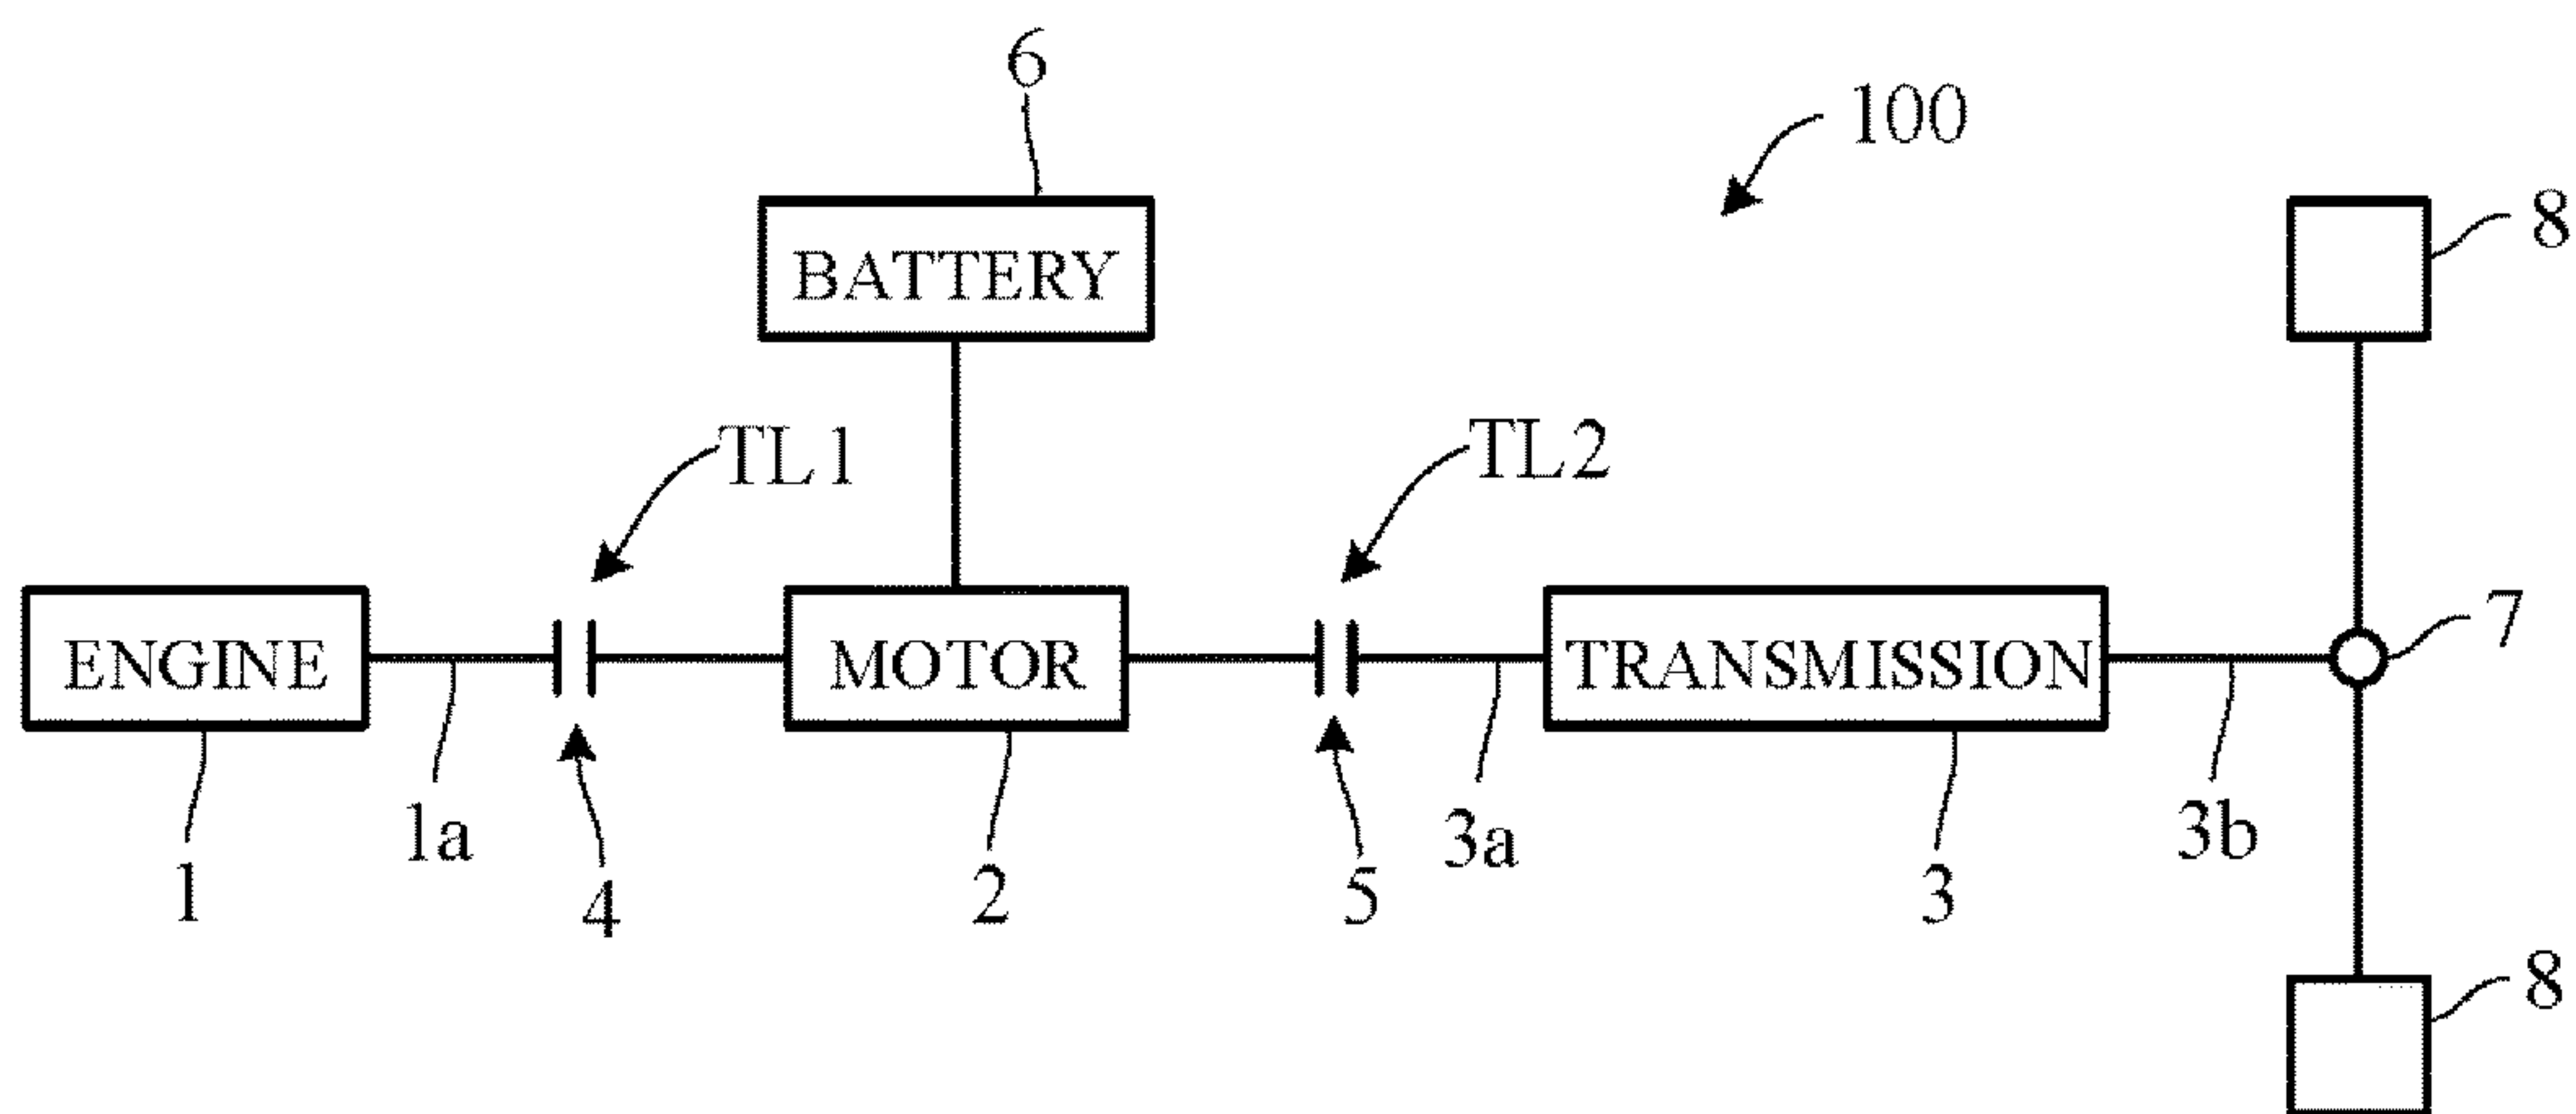 6
100
8
BATTERY
TL1
TL2
7
ENGINE
MOTOR
TRANSMISSION
1
1a
4
2
5
3a
3
3b
8